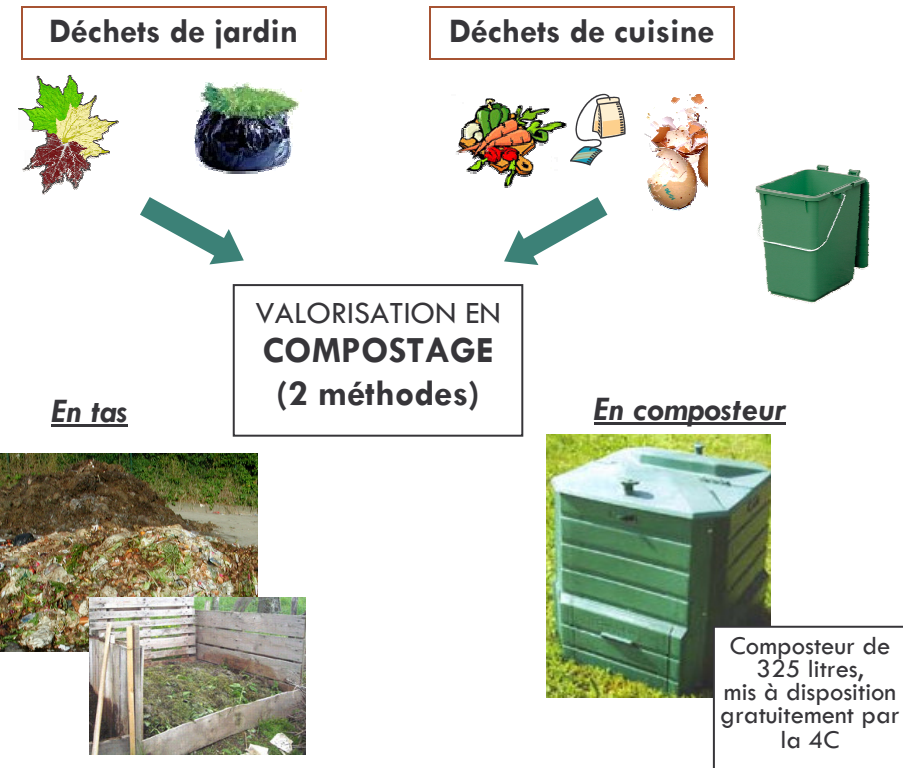 Déchets de jardin
Déchets de cuisine
VALORISATION EN
COMPOSTAGE
(2 méthodes)
En tas
En composteur
Composteur de
325 litres,
mis à disposition
gratuitement par
la 4C